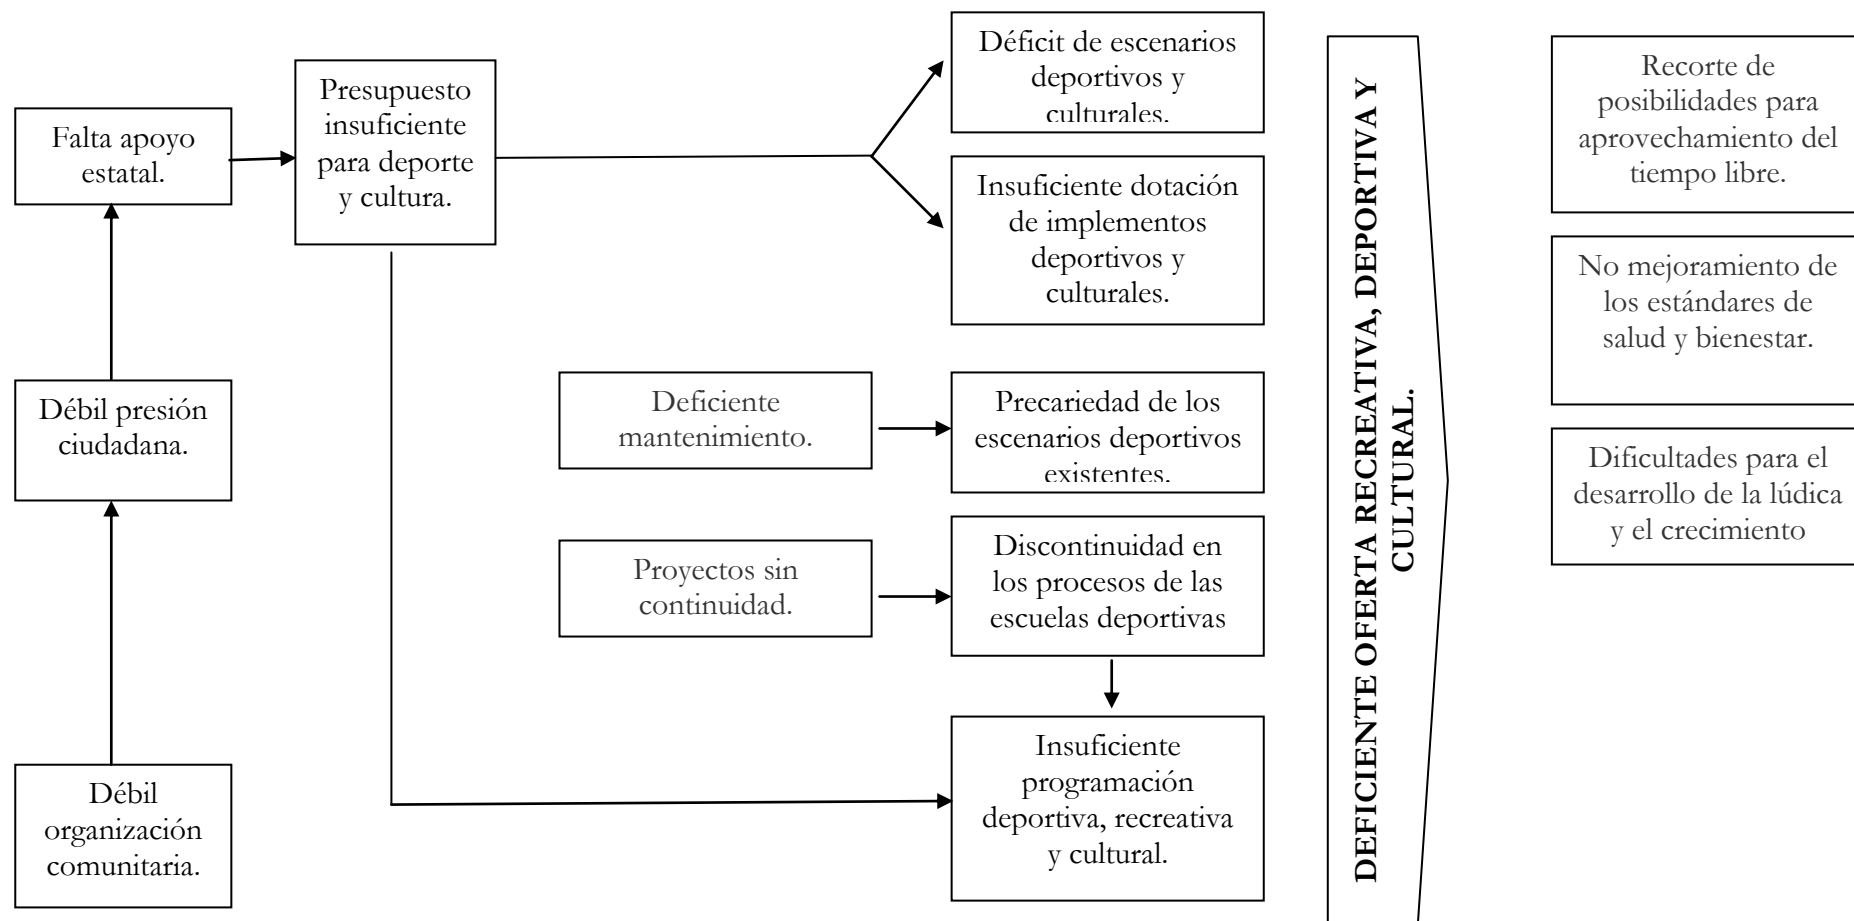 Falta apoyo
estatal.
Débil presión
ciudadana.
Débil
organización
comunitaria.
Presupuesto
insuficiente
para deporte
y cultura.
Deficiente
mantenimiento.
Proyectos sin
continuidad.
Déficit de escenarios
deportivos y
culturales.
Insuficiente dotación
de implementos
deportivos y
culturales.
Precariedad de los
escenarios deportivos
existentes.
Discontinuidad en
los procesos de las
escuelas deportivas
Insuficiente
programación
deportiva, recreativa
y cultural.
DEFICIENTE OFERTA RECREATIVA, DEPORTIVA Y
CULTURAL.
Recorte de
posibilidades para
aprovechamiento del
tiempo libre.
No mejoramiento de
los estándares de
salud y bienestar.
Dificultades para el
desarrollo de la lúdica
y el crecimiento